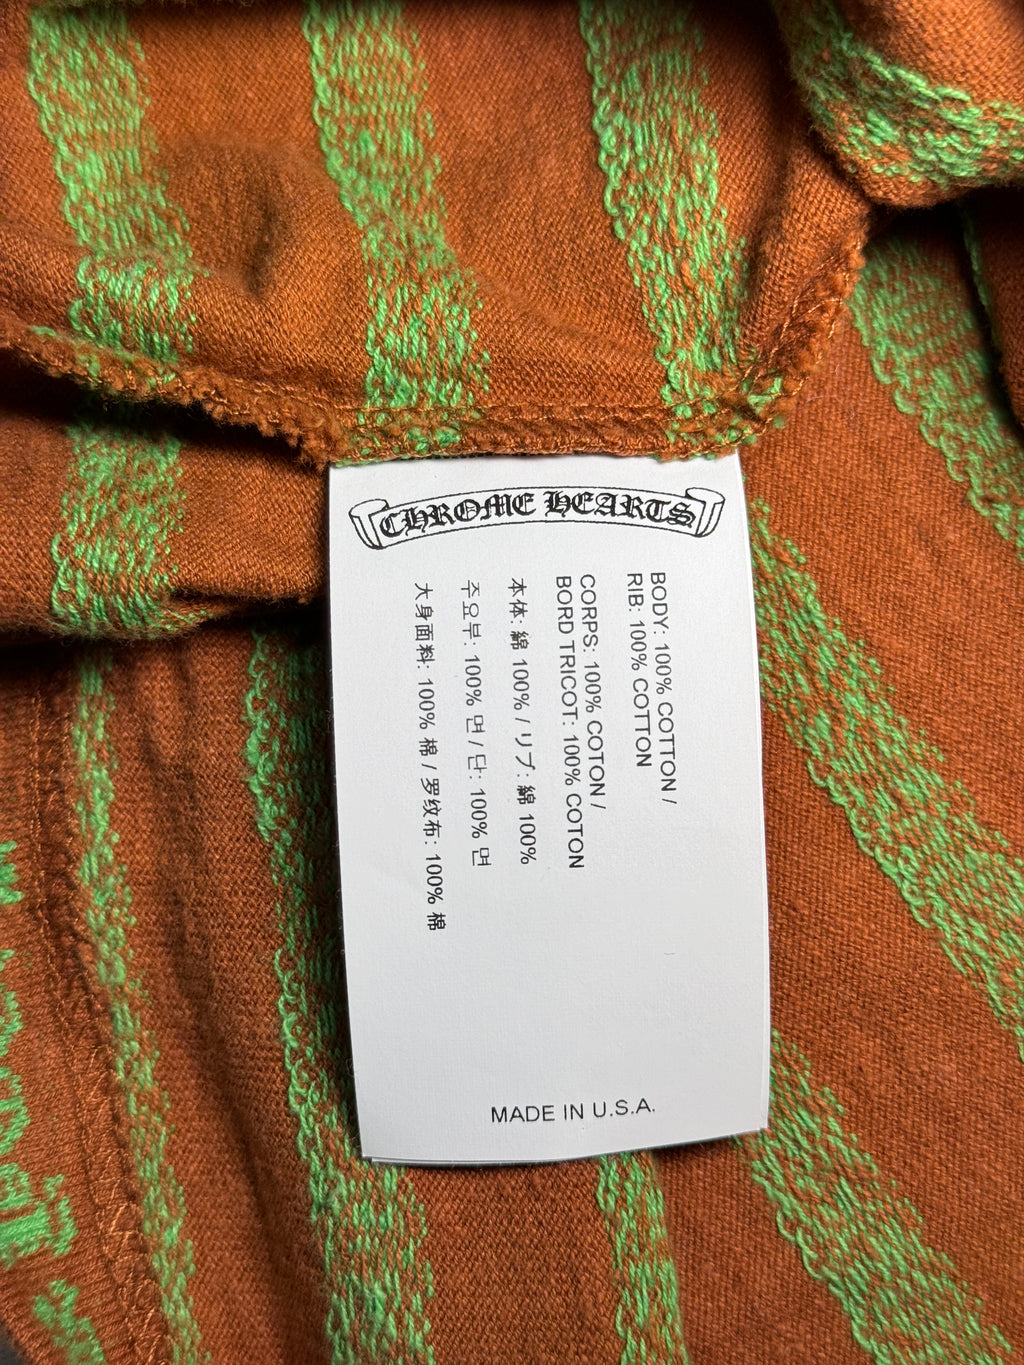 CHROME HEARTS
BODY: 100% COTTON /
RIB: 100% COTTON
CORPS: 100% COTON /
BORD TRICOT: 100% COTON
本体: 綿 100% / リブ: 綿 100%
주요부: 100% 면 / 단: 100% 면
大身面料: 100% 棉 / 罗纹布: 100% 棉
MADE IN U.S.A.